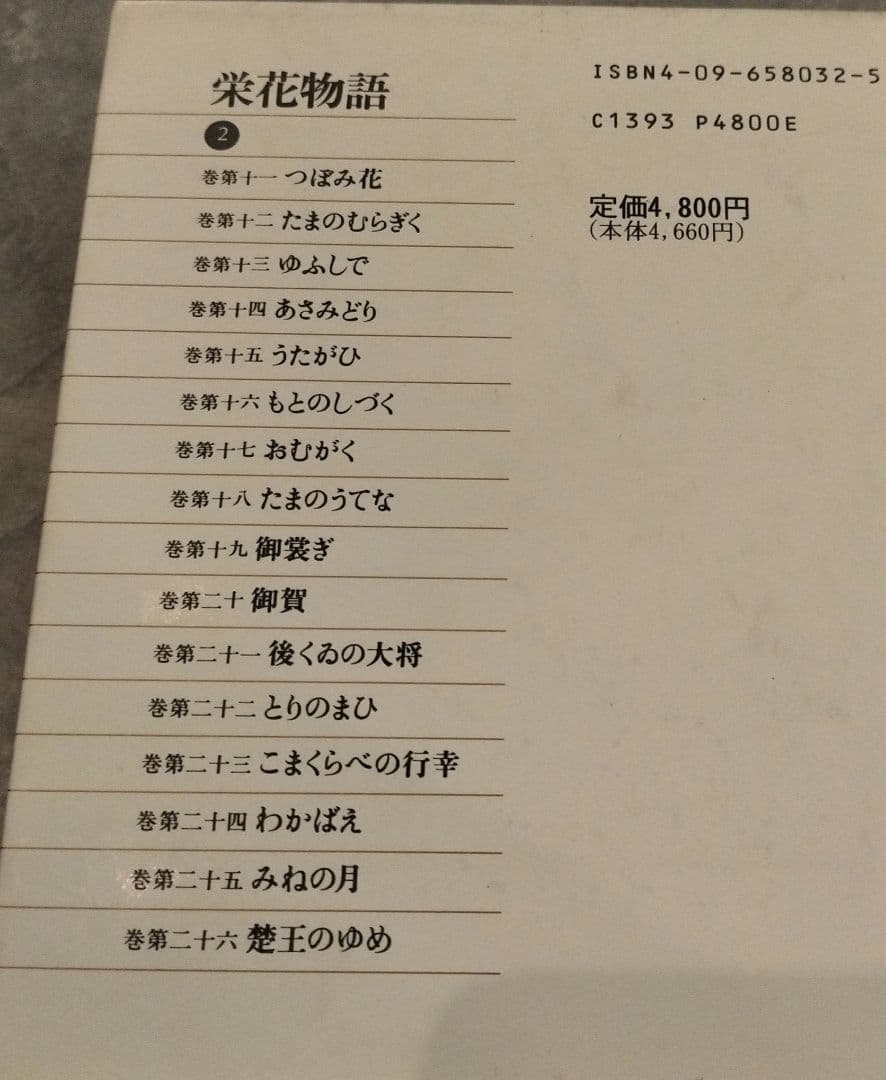 栄花物語
2
巻第十一 つぼみ花
巻第十二 たまのむらぎく
巻第十三 ゆふしで
巻第十四 あさみどり
巻第十五 うたがひ
巻第十六 もとのしづく
巻第十七 おむがく
巻第十八 たまのうてな
巻第十九 御裳ぎ
巻第二十 御賀
巻第二十一 後くゐの大将
巻第二十二 とりのまひ
巻第二十三 こまくらべの行幸
巻第二十四 わかばえ
巻第二十五 みねの月
巻第二十六 楚王のゆめ
ISBN4-09-658032-5
C1393 P4800E
定価4,800円
(本体4,660円)